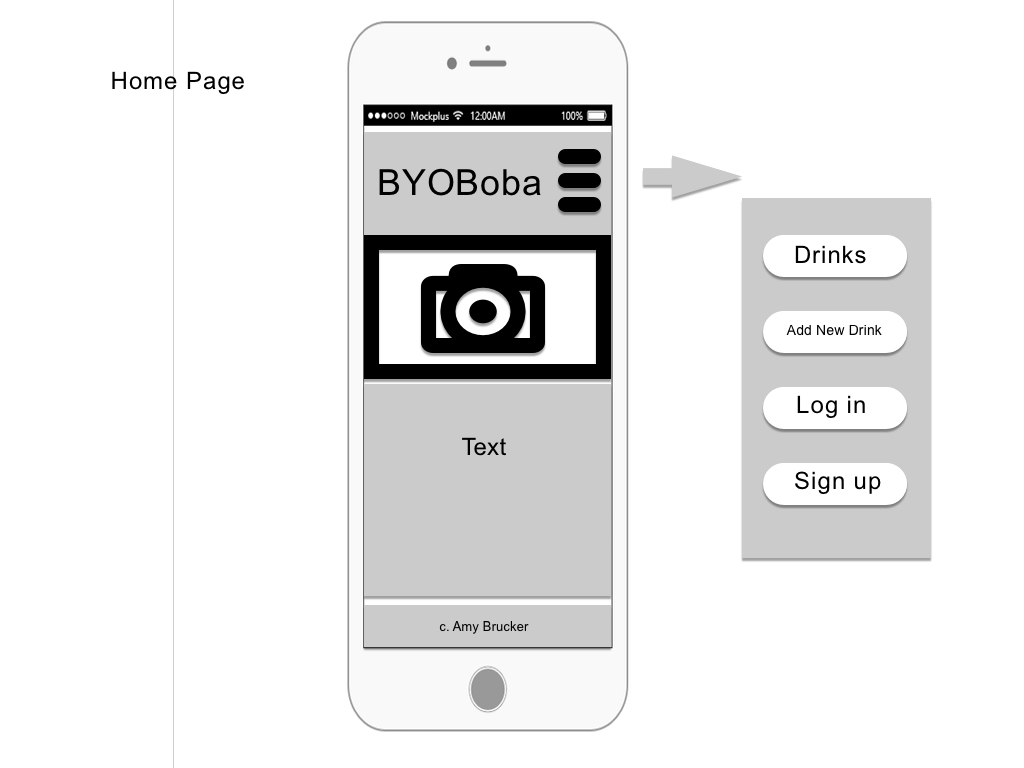 Home Page
Mockplus 12:00AM 100%
BYOBoba
Text
c. Amy Brucker
Drinks
Add New Drink
Log in
Sign up